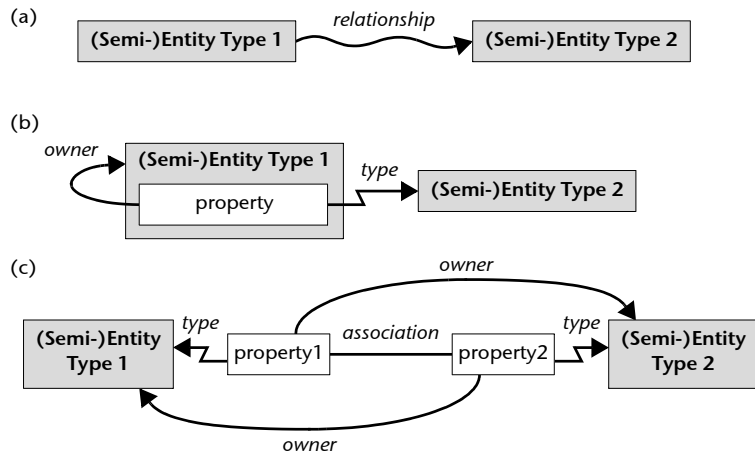 (a)
relationship
(Semi-)Entity Type 1
(Semi-)Entity Type 2
(b)
owner
(Semi-)Entity Type 1
property
type
(Semi-)Entity Type 2
(c)
owner
(Semi-)Entity
Type 1
type
property1
association
property2
type
(Semi-)Entity
Type 2
owner